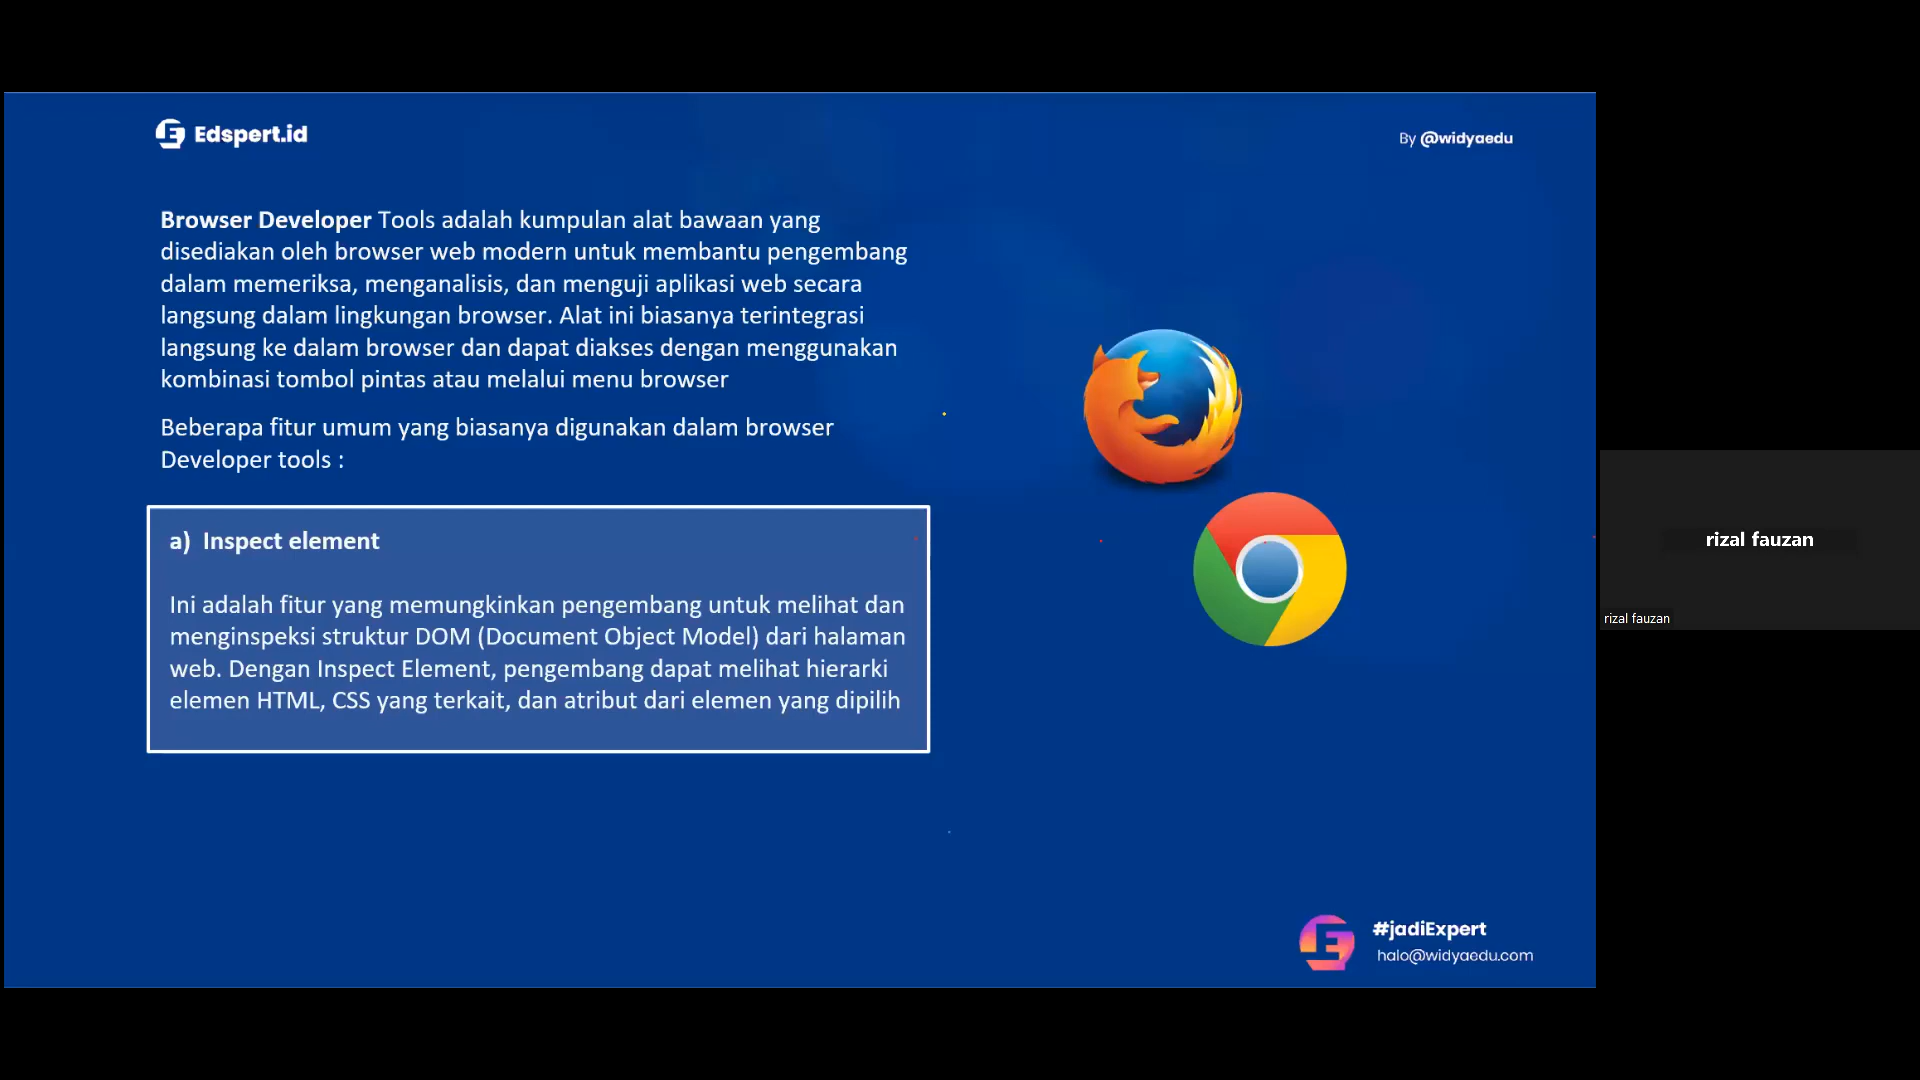 Edspert.id
By @widyaedu
Browser Developer Tools adalah kumpulan alat bawaan yang
disediakan oleh browser web modern untuk membantu pengembang
dalam memeriksa, menganalisis, dan menguji aplikasi web secara
langsung dalam lingkungan browser. Alat ini biasanya terintegrasi
langsung ke dalam browser dan dapat diakses dengan menggunakan
kombinasi tombol pintas atau melalui menu browser
Beberapa fitur umum yang biasanya digunakan dalam browser
Developer tools :
a) Inspect element
Ini adalah fitur yang memungkinkan pengembang untuk melihat dan
menginspeksi struktur DOM (Document Object Model) dari halaman
web. Dengan Inspect Element, pengembang dapat melihat hierarki
elemen HTML, CSS yang terkait, dan atribut dari elemen yang dipilih
#jadiExpert
halo@widyaedu.com
rizal fauzan
rizal fauzan